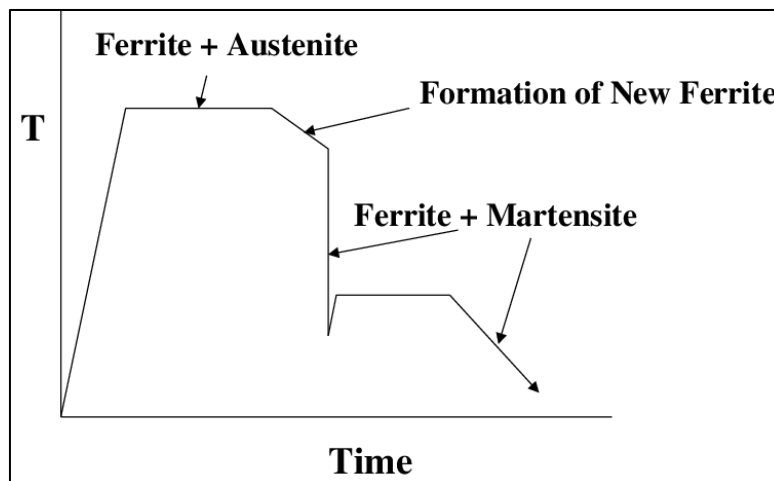 Ferrite + Austenite
Formation of New Ferrite
T
Ferrite + Martensite
Time